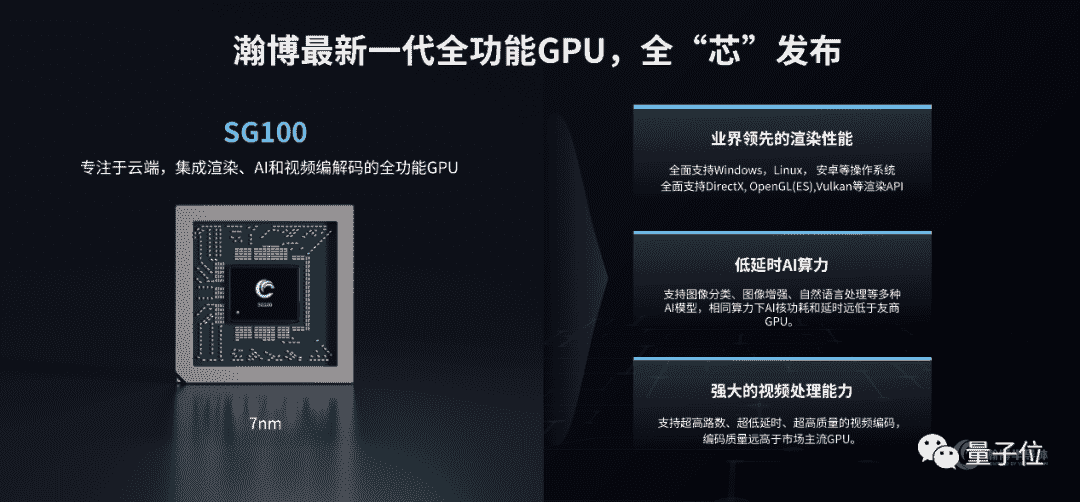 瀚博最新一代全功能GPU，全“芯”发布
SG100
专注于云端，集成渲染、AI和视频编解码的全功能GPU
SG100
7nm
业界领先的渲染性能
全面支持Windows，Linux， 安卓等操作系统
全面支持DirectX, OpenGL(ES),Vulkan等渲染API
低延时AI算力
支持图像分类、图像增强、自然语言处理等多种
AI模型，相同算力下AI核功耗和延时远低于友商
GPU。
强大的视频处理能力
支持超高路数、超低延时、超高质量的视频编码，
编码质量远高于市场主流GPU。
量子位